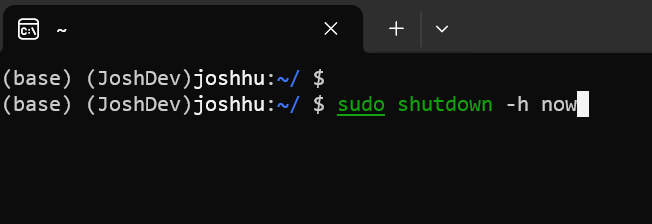 C:\
~
(base) (JoshDev)joshhu:~/ $
(base) (JoshDev)joshhu:~/ $ sudo shutdown -h now